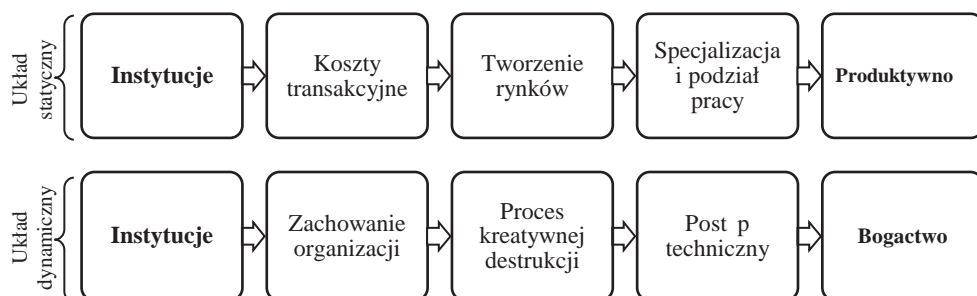 Układ
statyczny
Instytucje
Koszty
transakcyjne
Tworzenie
rynków
Specjalizacja
i podział
pracy
Produktywno
Układ
dynamiczny
Instytucje
Zachowanie
organizacji
Proces
kreatywnej
destrukcji
Post p
techniczny
Bogactwo